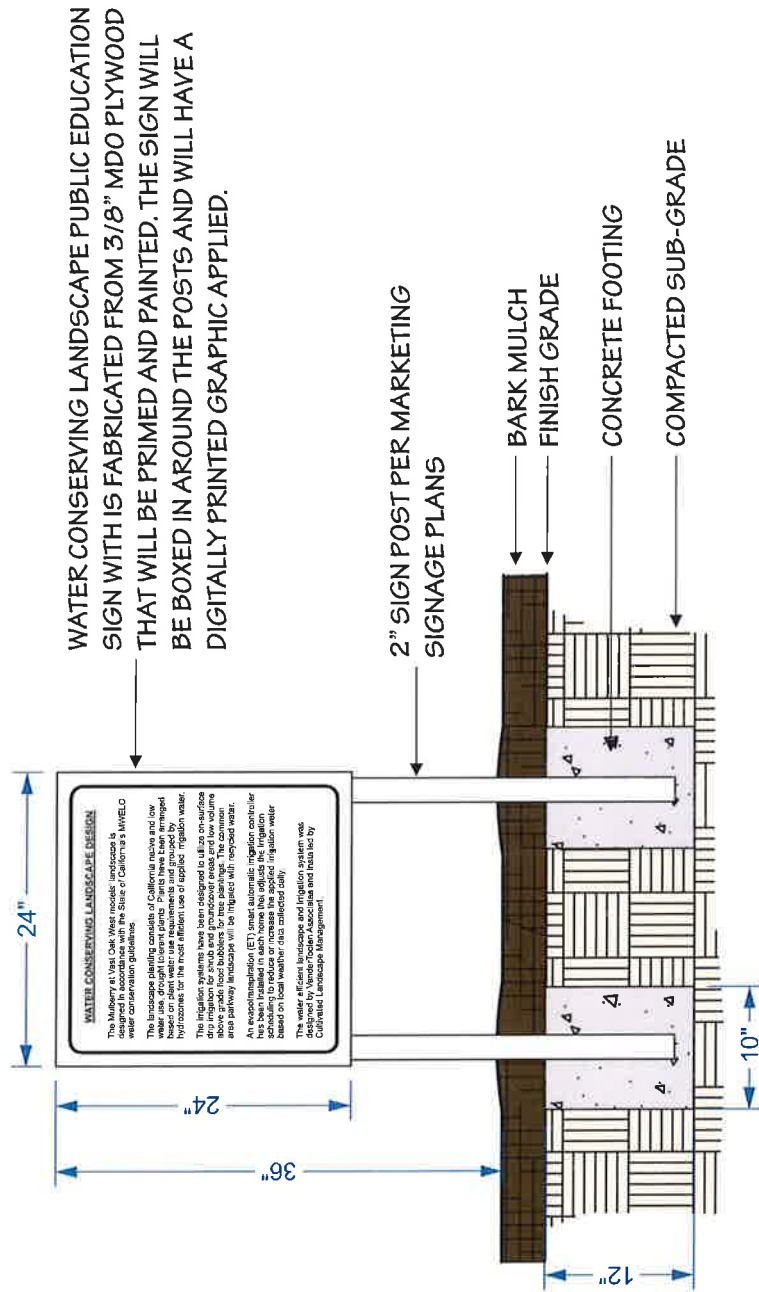 WATER CONSERVING LANDSCAPE PUBLIC EDUCATION
SIGN WITH IS FABRICATED FROM 3/8" MDO PLYWOOD
THAT WILL BE PRIMED AND PAINTED. THE SIGN WILL
BE BOXED IN AROUND THE POSTS AND WILL HAVE A
DIGITALLY PRINTED GRAPHIC APPLIED.
2" SIGN POST PER MARKETING
SIGNAGE PLANS
BARK MULCH
FINISH GRADE
CONCRETE FOOTING
COMPACTED SUB-GRADE
24"
24"
36"
12"
10"
WATER CONSERVING LANDSCAPE DESIGN
The Mulberry at Vast Oak West models' landscape is
designed in accordance with the State of California's MWELO
water conservation guidelines
The landscape planting consists of California native and low
water use, drought tolerant plants. Plants have been arranged
based on plant water use requirements and grouped by
hydrozones for the most efficient use of applied irrigation water.
The irrigation systems have been designed to utilize on-surface
drip irrigation for shrub and groundcover areas and low volume
above grade flood bubblers for tree plantings. The common
area parkway landscape will be irrigated with recycled water.
An evapotranspiration (ET) smart automatic irrigation controller
has been installed in each home that adjusts the irrigation
scheduling to reduce or increase the applied irrigation water
based on local weather data collected daily.
The water efficient landscape and irrigation system was
designed by VanderToolen Associates and installed by
Cultivated Landscape Management.